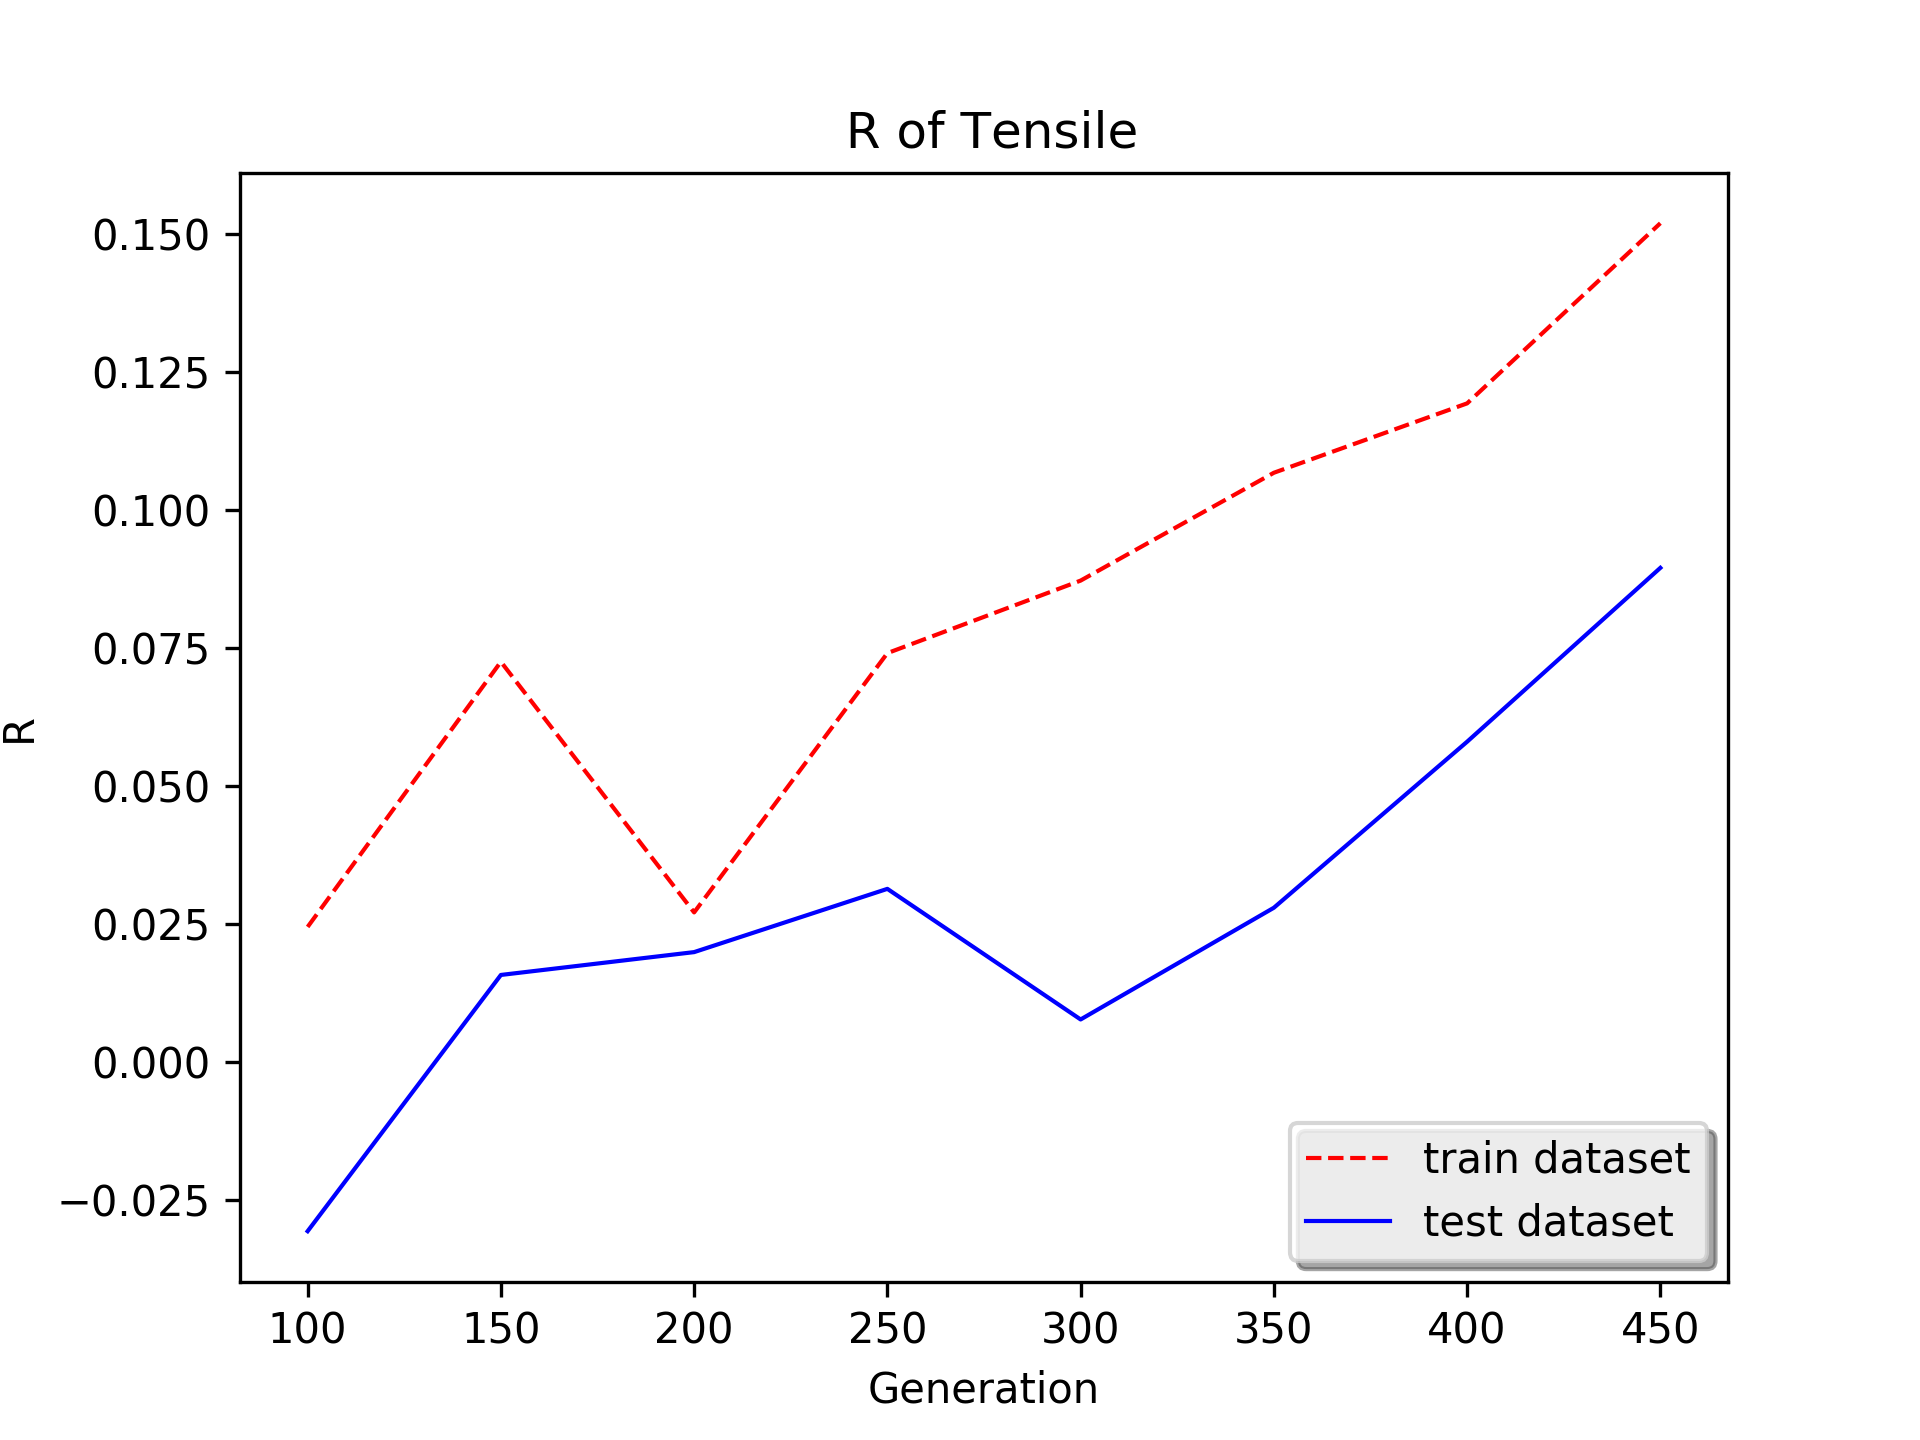 R of Tensile
0.150
0.125
0.100
0.075
0.050
0.025
0.000
−0.025
R
train dataset
test dataset
100 150 200 250 300 350 400 450
Generation